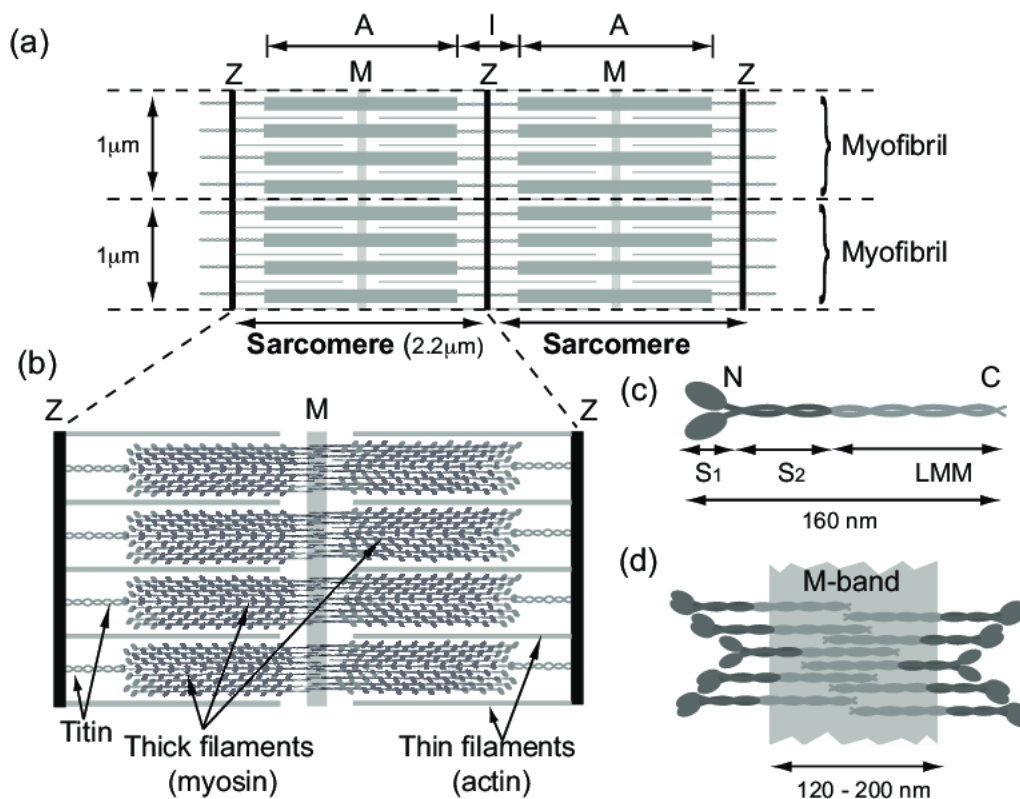 (a)
A I A
Z M Z M Z
1μm
Myofibril
1μm
Myofibril
Sarcomere (2.2μm) Sarcomere
(b)
Z M Z
Titin
Thick filaments
(myosin)
Thin filaments
(actin)
(c)
N C
S1 S2 LMM
160 nm
(d)
M-band
120 - 200 nm